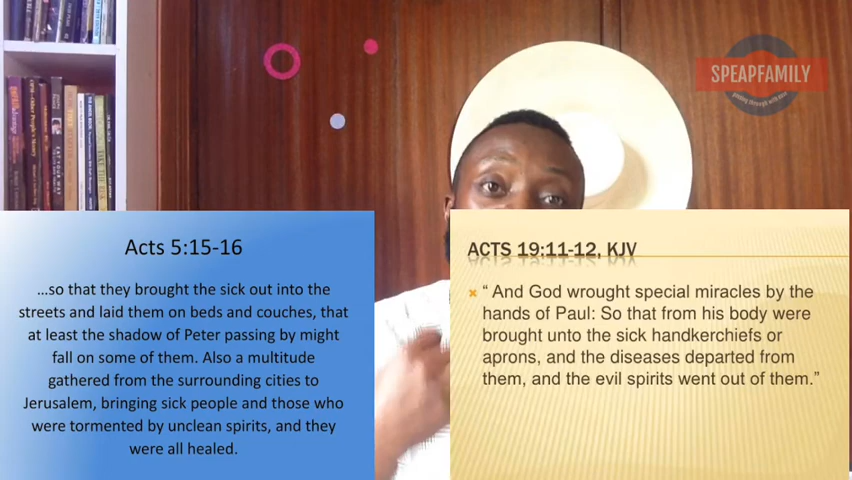 SPEAPFAMILY
Acts 5:15-16
...so that they brought the sick out into the
streets and laid them on beds and couches, that
at least the shadow of Peter passing by might
fall on some of them. Also a multitude
gathered from the surrounding cities to
Jerusalem, bringing sick people and those who
were tormented by unclean spirits, and they
were all healed.
ACTS 19:11-12, KJV
“ And God wrought special miracles by the
hands of Paul: So that from his body were
brought unto the sick handkerchiefs or
aprons, and the diseases departed from
them, and the evil spirits went out of them.”